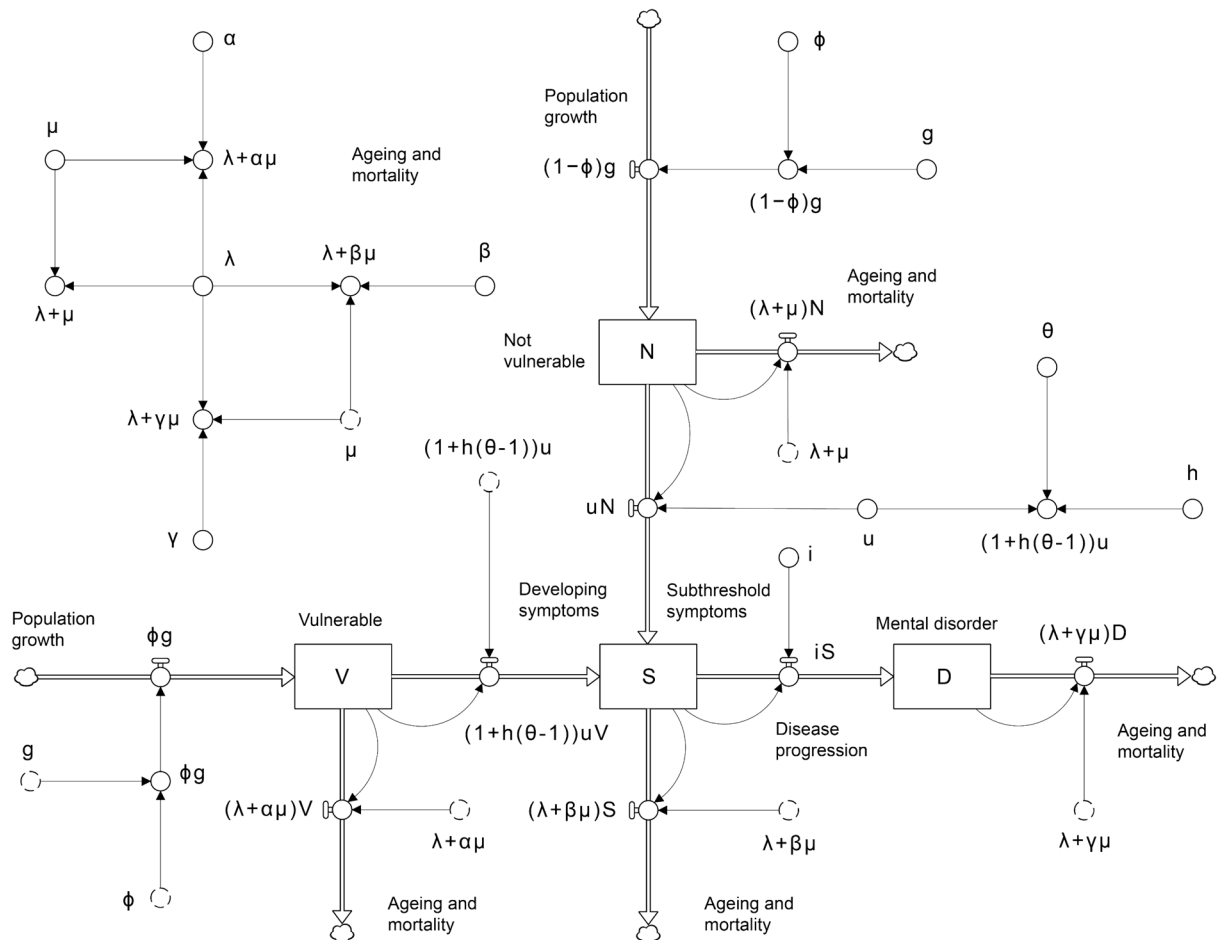 α
ϕ
Population
growth
μ
g
λ+αμ
Ageing and
mortality
(1−ϕ)g
(1−ϕ)g
λ
λ+βμ
β
Ageing and
mortality
λ+μ
(λ+μ)N
θ
Not
vulnerable
N
λ+γμ
μ
(1+h(θ-1))u
λ+μ
h
uN
u
(1+h(θ-1))u
γ
i
Developing
symptoms
Subthreshold
symptoms
Population
growth
Vulnerable
Mental disorder
ϕg
iS
(λ+γμ)D
V
S
D
(1+h(θ-1))uV
Disease
progression
Ageing and
mortality
g
ϕg
(λ+αμ)V
(λ+βμ)S
λ+αμ
λ+βμ
λ+γμ
ϕ
Ageing and
mortality
Ageing and
mortality